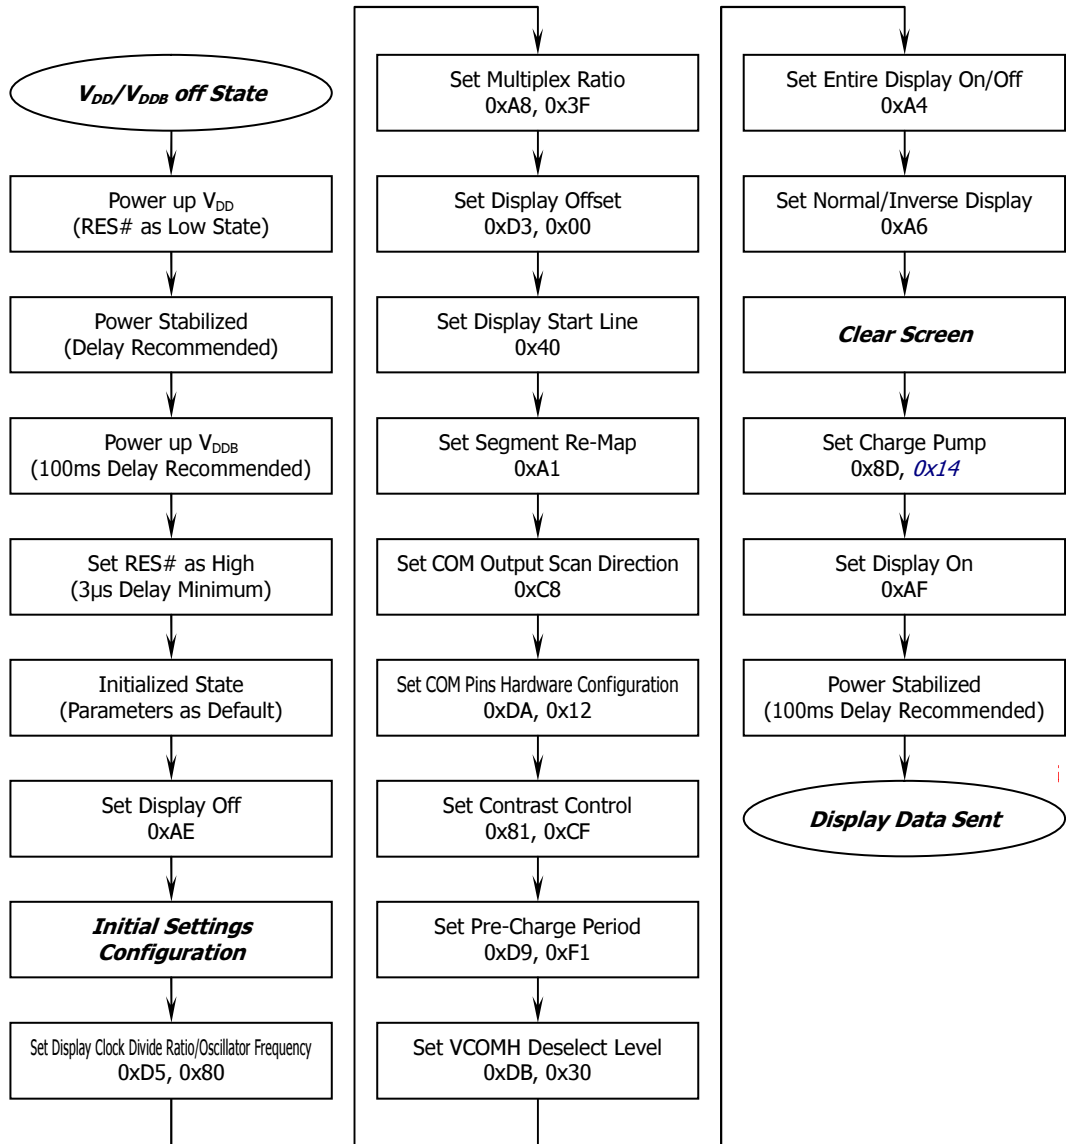 VDD/VDDB off State
Power up VDD
(RES# as Low State)
Power Stabilized
(Delay Recommended)
Power up VDDB
(100ms Delay Recommended)
Set RES# as High
(3µs Delay Minimum)
Initialized State
(Parameters as Default)
Set Display Off
0xAE
Initial Settings
Configuration
Set Display Clock Divide Ratio/Oscillator Frequency
0xD5, 0x80
Set Multiplex Ratio
0xA8, 0x3F
Set Display Offset
0xD3, 0x00
Set Display Start Line
0x40
Set Segment Re-Map
0xA1
Set COM Output Scan Direction
0xC8
Set COM Pins Hardware Configuration
0xDA, 0x12
Set Contrast Control
0x81, 0xCF
Set Pre-Charge Period
0xD9, 0xF1
Set VCOMH Deselect Level
0xDB, 0x30
Set Entire Display On/Off
0xA4
Set Normal/Inverse Display
0xA6
Clear Screen
Set Charge Pump
0x8D, 0x14
Set Display On
0xAF
Power Stabilized
(100ms Delay Recommended)
Display Data Sent